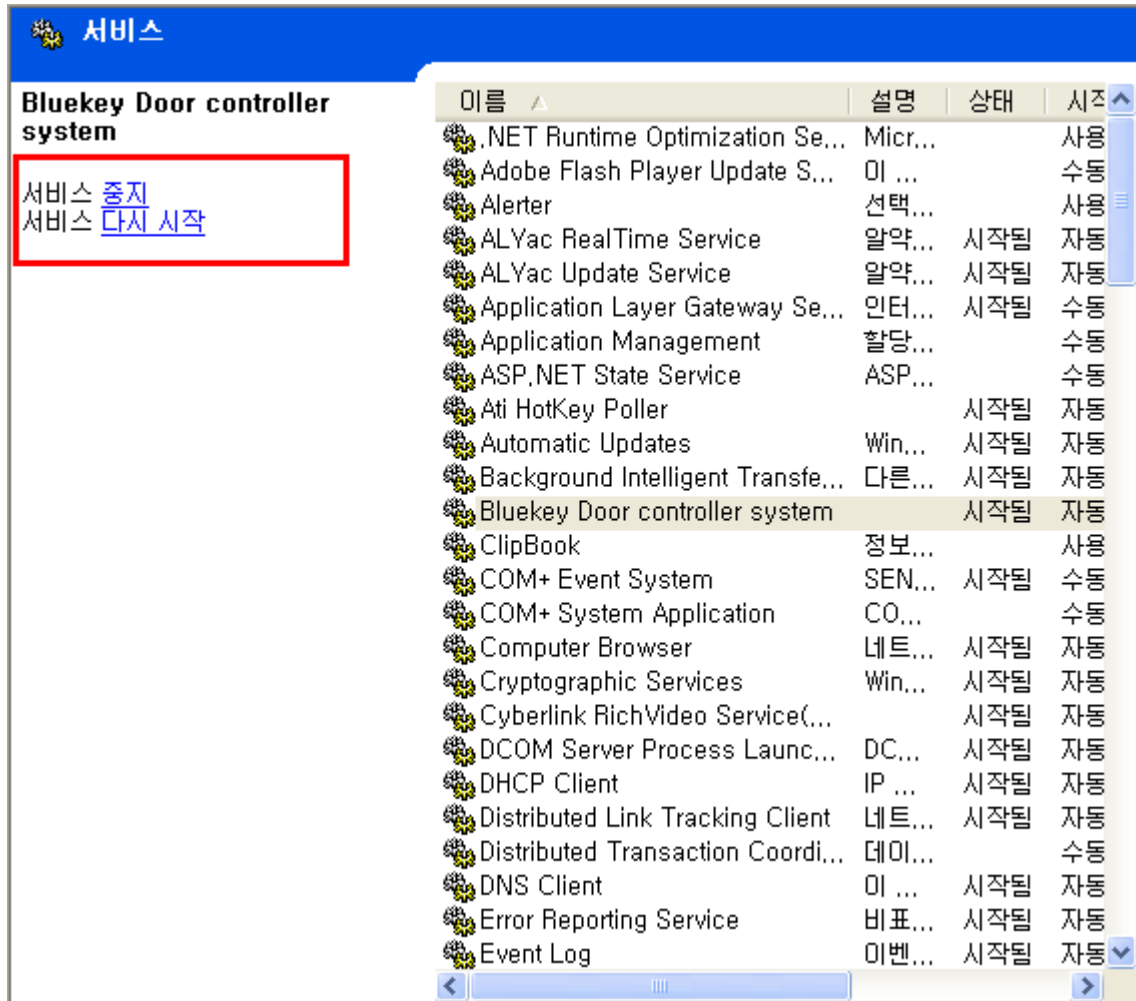 서비스
Bluekey Door controller
system
서비스 중지
서비스 다시 시작
이름 설명 상태 시작
.NET Runtime Optimization Se... Micr... 사용
Adobe Flash Player Update S... 이 ... 수동
Alerter 선택... 사용
ALYac RealTime Service 알약... 시작됨 자동
ALYac Update Service 알약... 시작됨 자동
Application Layer Gateway Se... 인터... 시작됨 수동
Application Management 할당... 수동
ASP.NET State Service ASP... 수동
Ati HotKey Poller 시작됨 자동
Automatic Updates Win... 시작됨 자동
Background Intelligent Transfe... 다른... 시작됨 자동
Bluekey Door controller system 시작됨 자동
ClipBook 정보... 사용
COM+ Event System SEN... 시작됨 수동
COM+ System Application CO... 수동
Computer Browser 네트... 시작됨 자동
Cryptographic Services Win... 시작됨 자동
Cyberlink RichVideo Service(... 시작됨 자동
DCOM Server Process Launc... DC... 시작됨 자동
DHCP Client IP ... 시작됨 자동
Distributed Link Tracking Client 네트... 시작됨 자동
Distributed Transaction Coordi... 데이... 수동
DNS Client 이 ... 시작됨 자동
Error Reporting Service 비표... 시작됨 자동
Event Log 이벤... 시작됨 자동